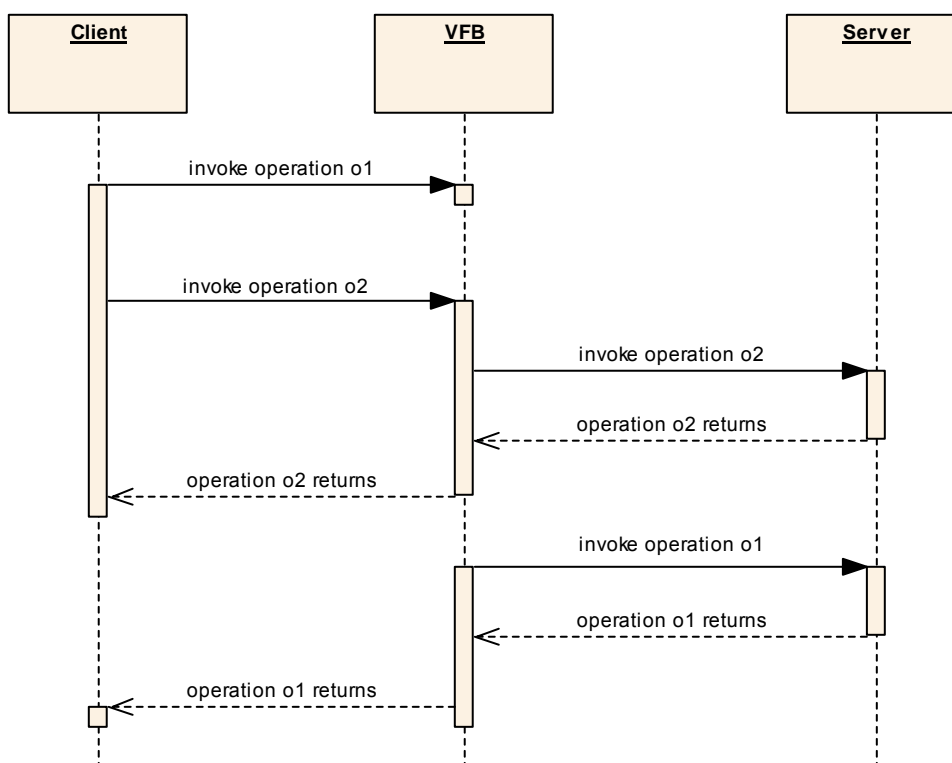 Client
VFB
Server
invoke operation o1
invoke operation o2
invoke operation o2
operation o2 returns
operation o2 returns
invoke operation o1
operation o1 returns
operation o1 returns